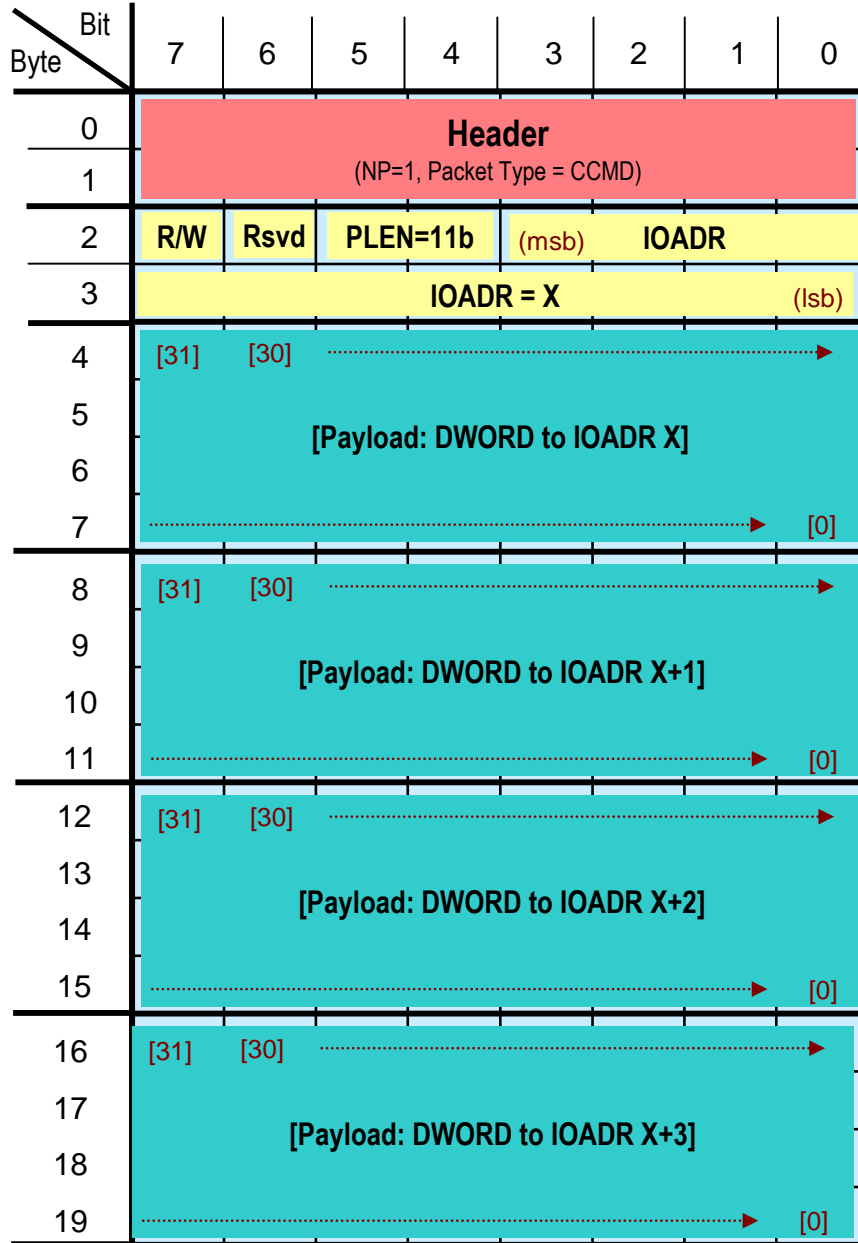 Bit
Byte 7 6 5 4 3 2 1 0
0 Header
1 (NP=1, Packet Type = CCMD)
2 R/W Rsvd PLEN=11b (msb) IOADR
3 IOADR = X (lsb)
4 [31] [30]
5
[Payload: DWORD to IOADR X]
6
7 [0]
8 [31] [30]
9
[Payload: DWORD to IOADR X+1]
10
11 [0]
12 [31] [30]
13
[Payload: DWORD to IOADR X+2]
14
15 [0]
16 [31] [30]
17
[Payload: DWORD to IOADR X+3]
18
19 [0]